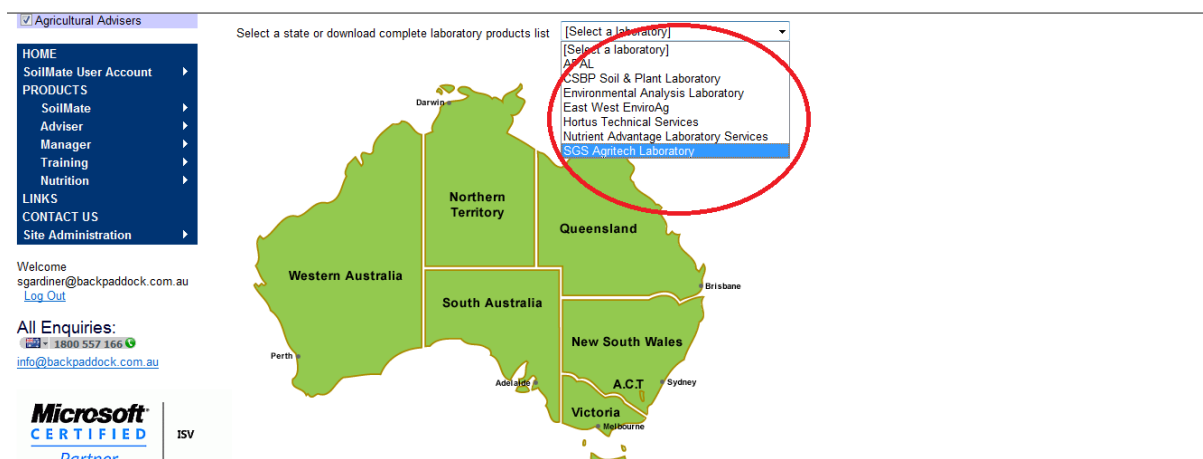 Agricultural Advisers
Select a state or download complete laboratory products list
[Select a laboratory]
[Select a laboratory]
APAL
CSBP Soil & Plant Laboratory
Environmental Analysis Laboratory
East West EnviroAg
Hortus Technical Services
Nutrient Advantage Laboratory Services
SGS Agritech Laboratory
HOME
SoilMate User Account
PRODUCTS
SoilMate
Adviser
Manager
Training
Nutrition
LINKS
CONTACT US
Site Administration
Welcome
sgardiner@backpaddock.com.au
Log Out
All Enquiries:
1800 557 166
info@backpaddock.com.au
Microsoft
CERTIFIED
Partner
ISV
Darwin
Northern
Territory
Queensland
Western Australia
South Australia
Brisbane
New South Wales
Perth
Adelaide
A.C.T
Sydney
Victoria
Melbourne